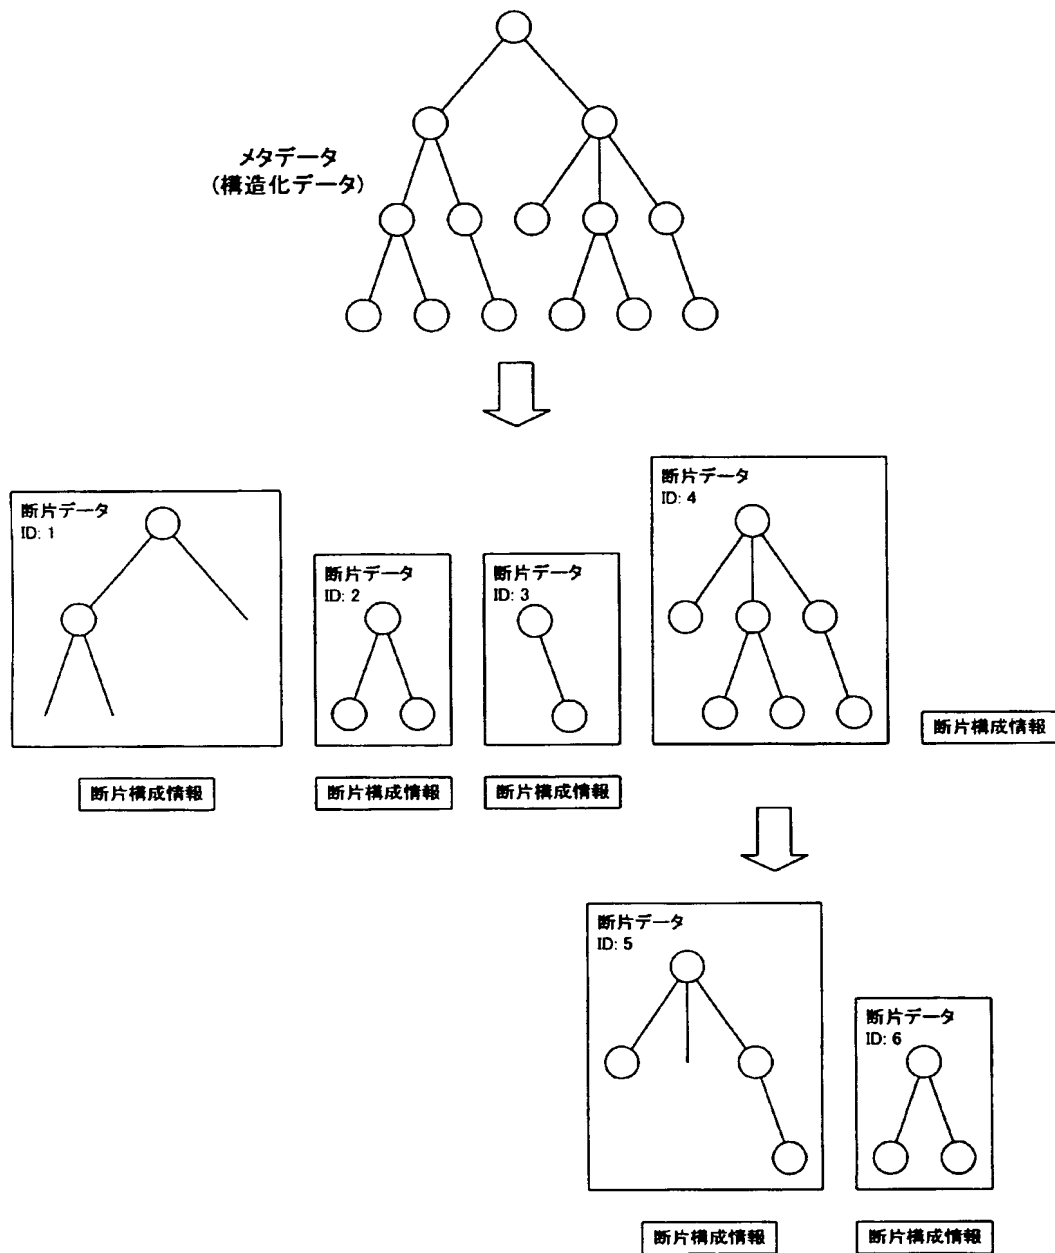 メタデータ
(構造化データ)
断片データ
ID: 1
断片データ
ID: 2
断片データ
ID: 3
断片データ
ID: 4
断片構成情報
断片構成情報
断片構成情報
断片構成情報
断片データ
ID: 5
断片データ
ID: 6
断片構成情報
断片構成情報